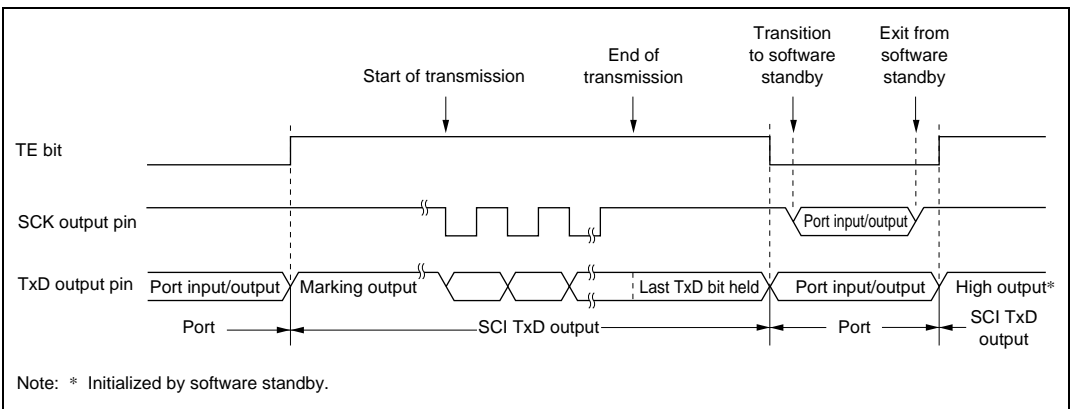 Transition
to software
standby
Exit from
software
standby
End of
transmission
Start of transmission
TE bit
SCK output pin
Port input/output
TxD output pin
Port input/output
Marking output
Last TxD bit held
Port input/output
High output*
Port
SCI TxD output
Port
SCI TxD
output
Note: * Initialized by software standby.